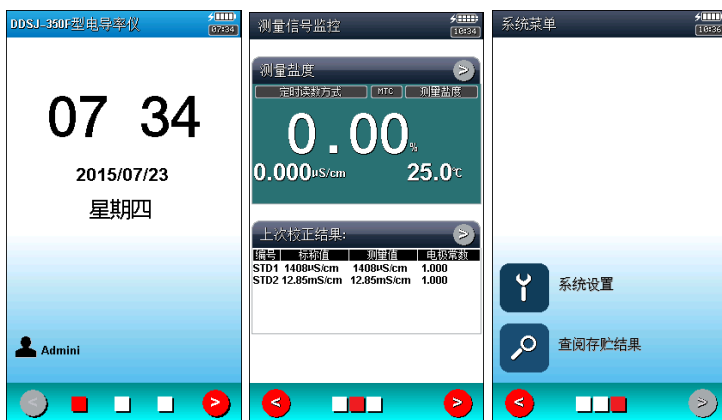 DDSJ-350F型电导率仪
07:34
07 34
2015/07/23
星期四
Admini
测量信号监控
10:34
测量盐度
定时读数方式 MTC 测量盐度
0.00%
0.000μS/cm 25.0℃
上次校正结果:
编号 标称值 测量值 电极常数
STD1 1408μS/cm 1408μS/cm 1.000
STD2 12.85mS/cm 12.85mS/cm 1.000
系统菜单
10:36
系统设置
查阅存贮结果